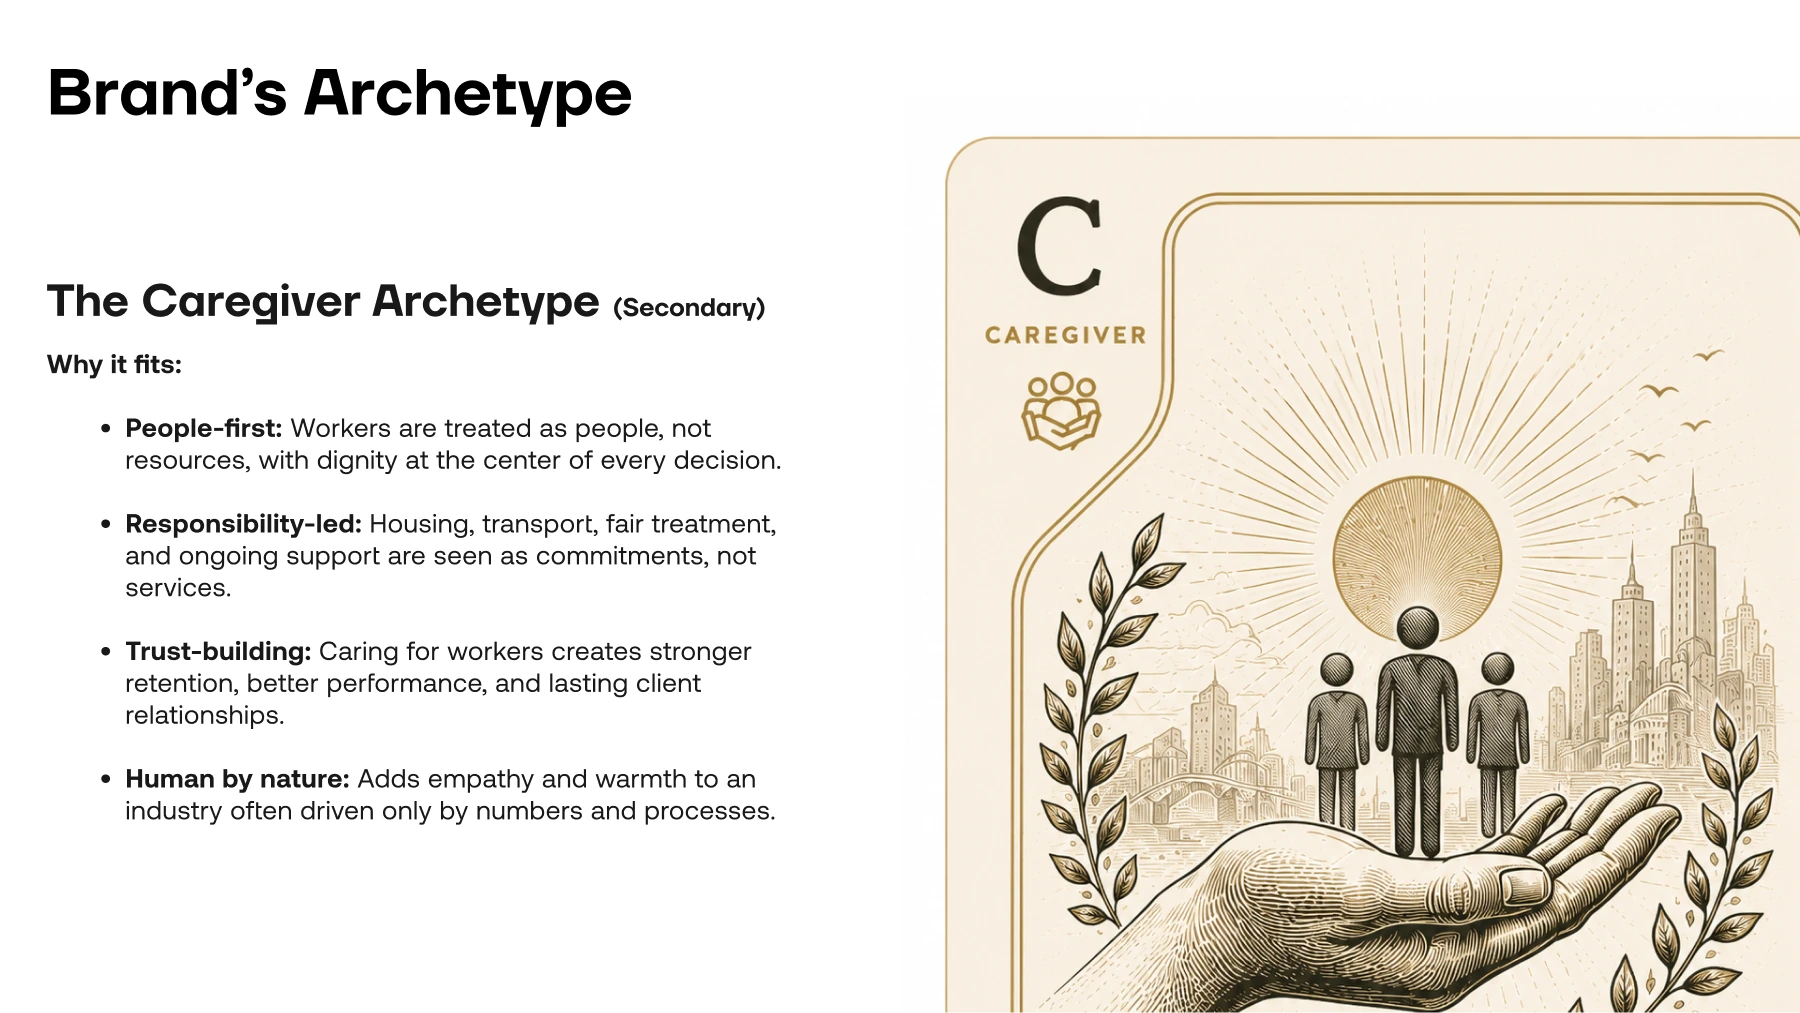 Brand’s Archetype
The Caregiver Archetype (Secondary)
Why it fits:
• People-first: Workers are treated as people, not
resources, with dignity at the center of every decision.
• Responsibility-led: Housing, transport, fair treatment,
and ongoing support are seen as commitments, not
services.
• Trust-building: Caring for workers creates stronger
retention, better performance, and lasting client
relationships.
• Human by nature: Adds empathy and warmth to an
industry often driven only by numbers and processes.
C
CAREGIVER